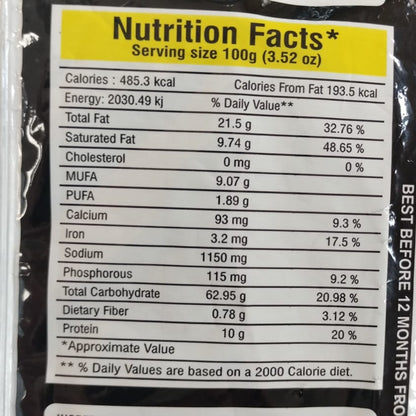 Nutrition Facts*
Serving size 100g (3.52 oz)
Calories : 485.3 kcal Calories From Fat 193.5 kcal
Energy: 2030.49 kj % Daily Value**
Total Fat 21.5 g 32.76 %
Saturated Fat 9.74 g 48.65 %
Cholesterol 0 mg 0 %
MUFA 9.07 g
PUFA 1.89 g
Calcium 93 mg 9.3 %
Iron 3.2 mg 17.5 %
Sodium 1150 mg
Phosphorous 115 mg 9.2 %
Total Carbohydrate 62.95 g 20.98 %
Dietary Fiber 0.78 g 3.12 %
Protein 10 g 20 %
*Approximate Value
** % Daily Values are based on a 2000 Calorie diet.
BEST BEFORE 12 MONTHS FRO